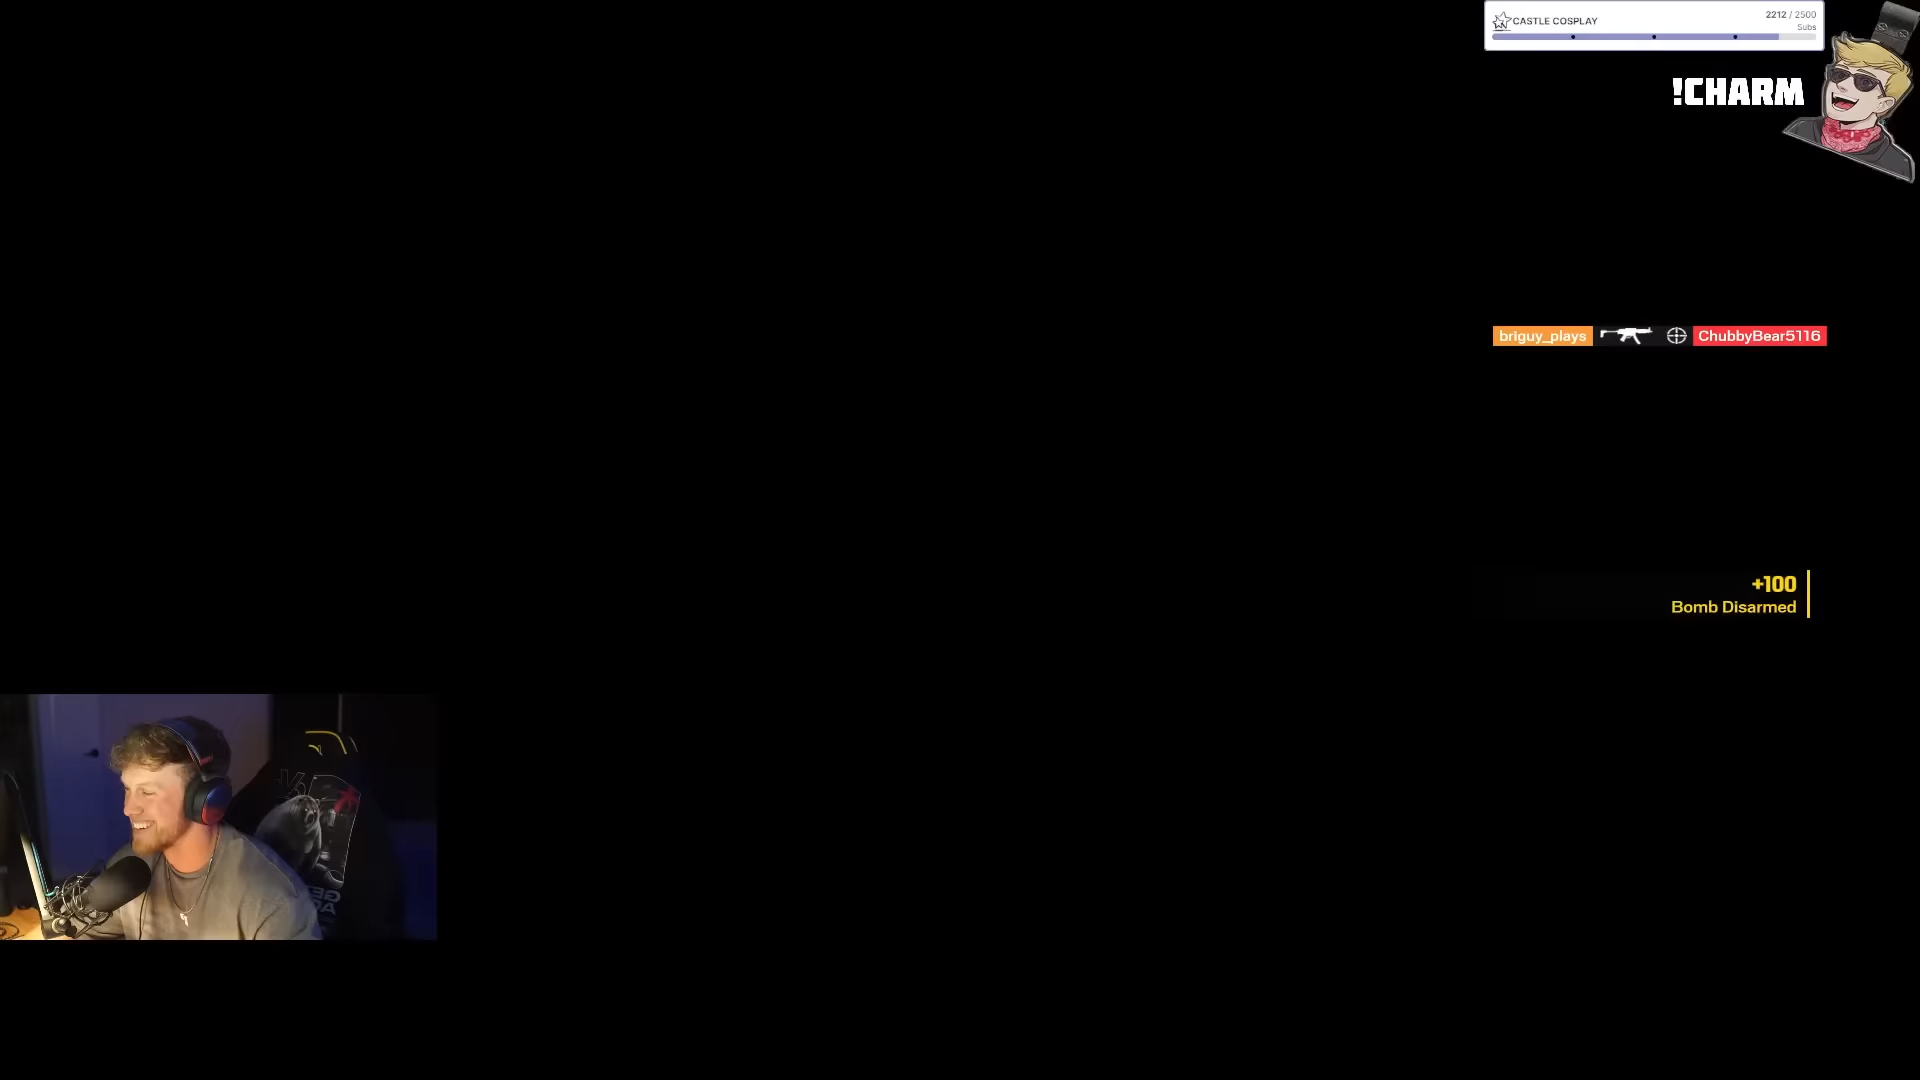 CASTLE COSPLAY
2212 / 2500
Subs
!CHARM
briguy_plays ChubbyBear5116
+100
Bomb Disarmed